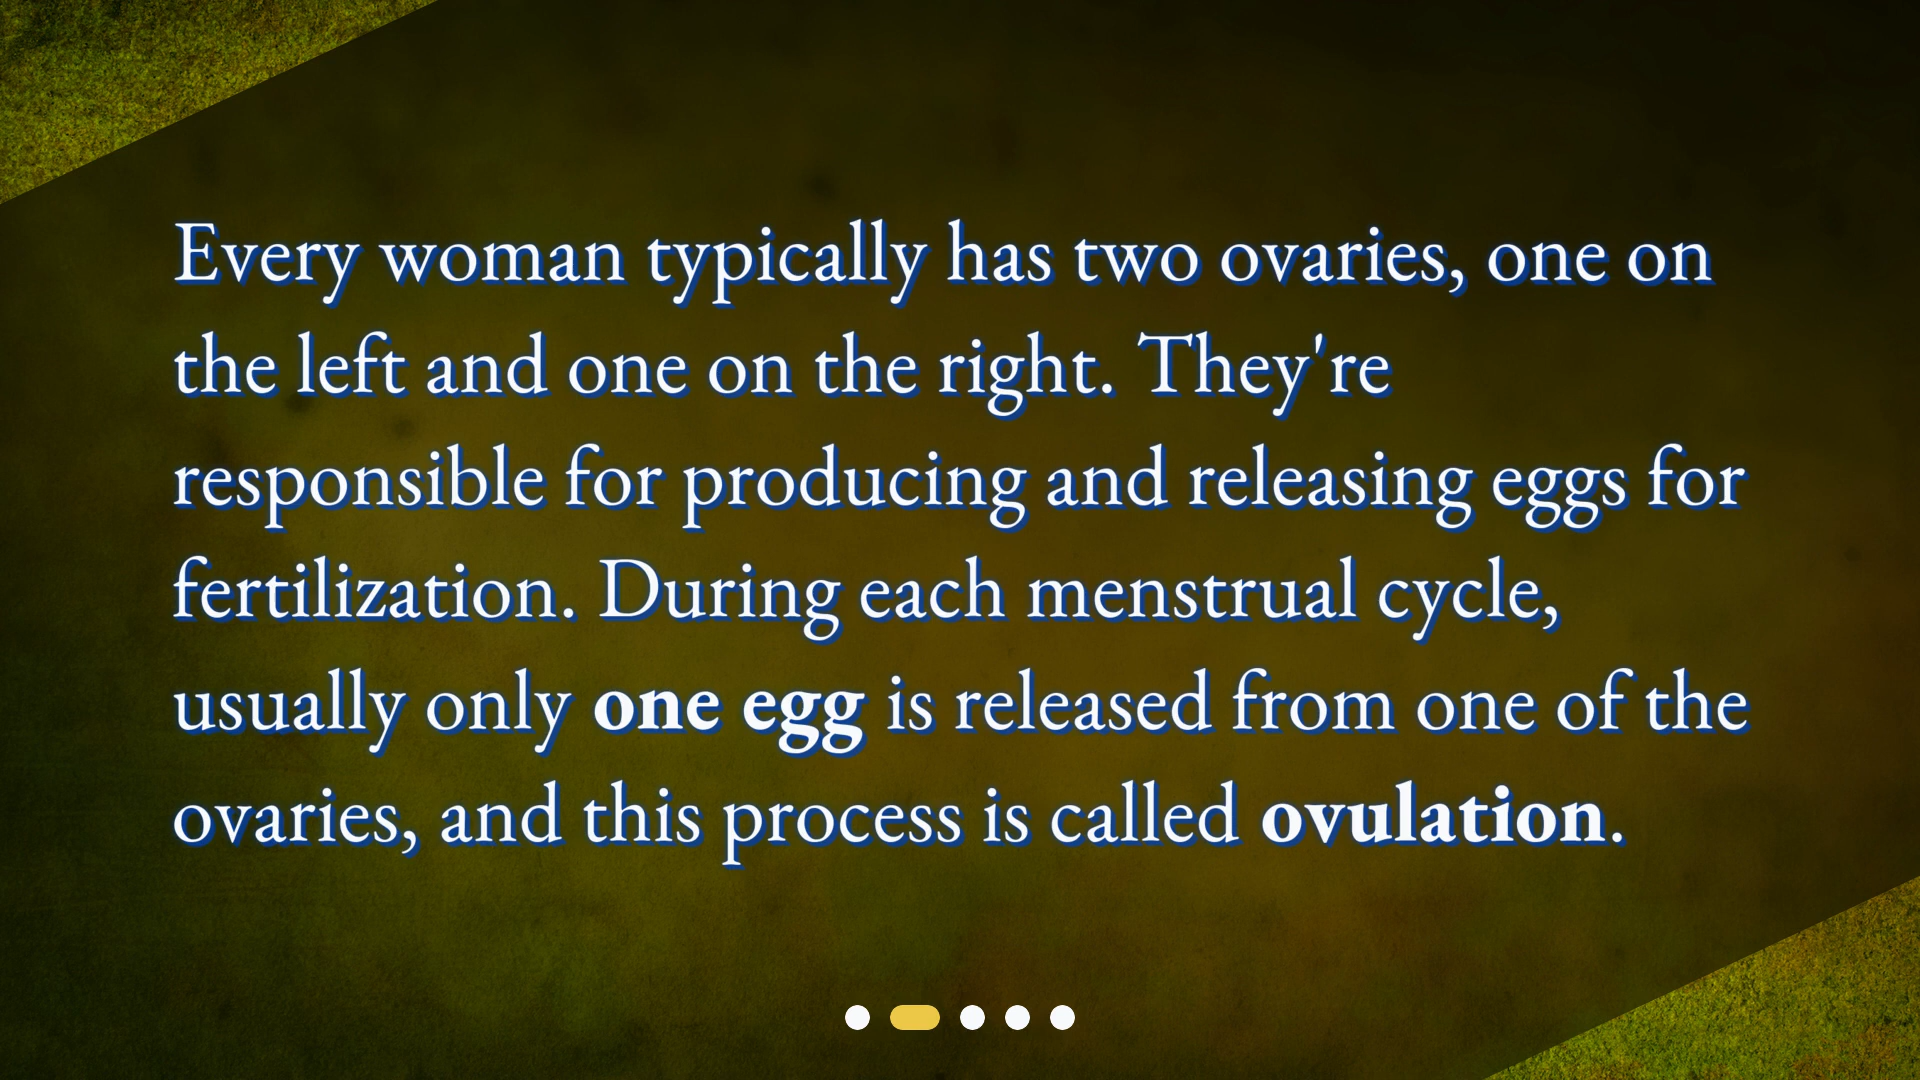 Every woman typically has two ovaries, one on
the left and one on the right. They're
responsible for producing and releasing eggs for
fertilization. During each menstrual cycle,
usually only one egg is released from one of the
ovaries, and this process is called ovulation.